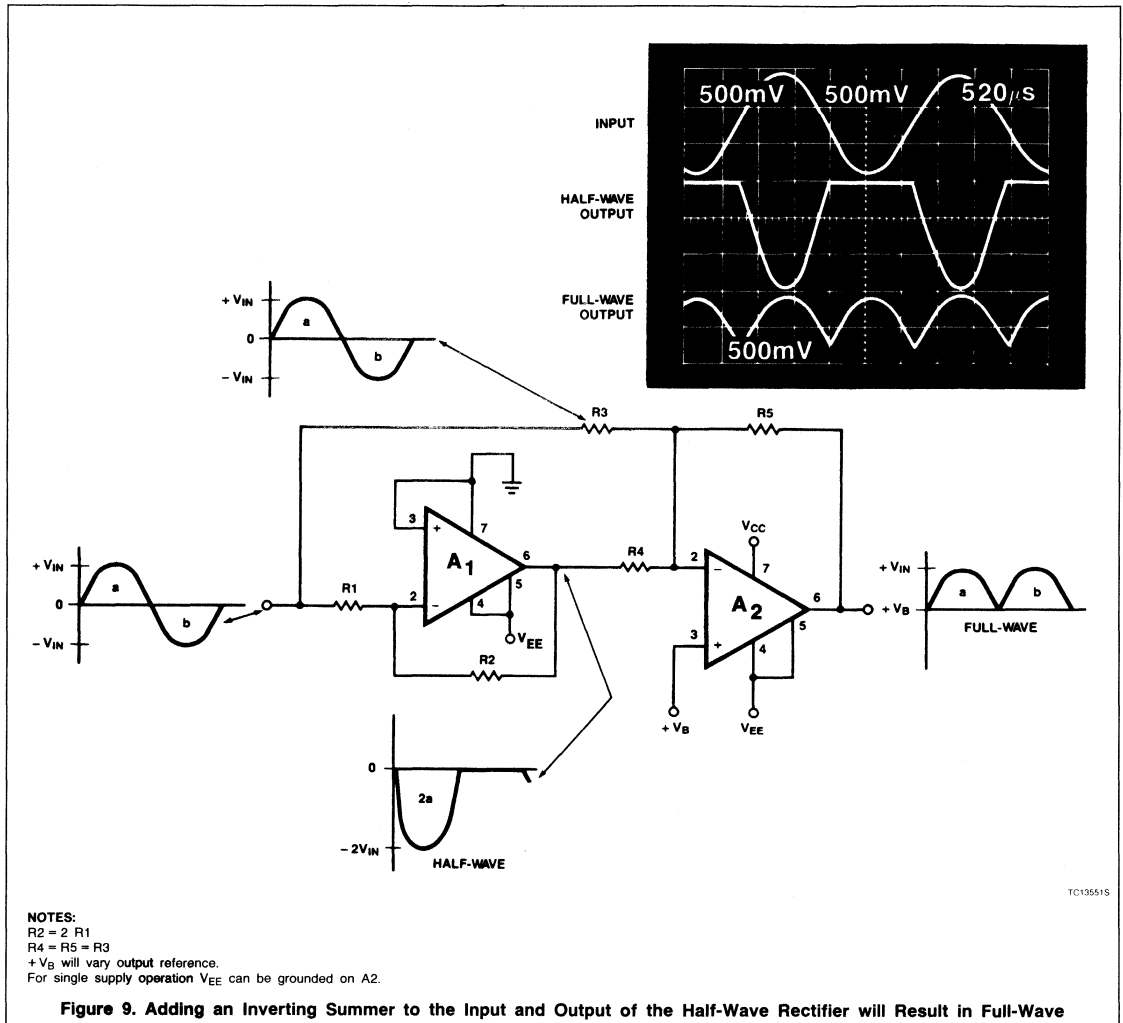 500mV 500mV 520μs
INPUT
HALF-WAVE
OUTPUT
FULL-WAVE
OUTPUT
500mV
+ VIN
a
0
b
- VIN
R3
R5
3
+
7
A1
6
5
2
-
4
VEE
R1
R2
R4
+ VIN
a
0
b
- VIN
VCC
2
-
7
A2
6
5
3
+
4
+ VB
VEE
+ VIN
a
b
+ VB
FULL-WAVE
0
2a
- 2VIN
HALF-WAVE
TC13551S
NOTES:
R2 = 2 R1
R4 = R5 = R3
+ VB will vary output reference.
For single supply operation VEE can be grounded on A2.
Figure 9. Adding an Inverting Summer to the Input and Output of the Half-Wave Rectifier will Result in Full-Wave